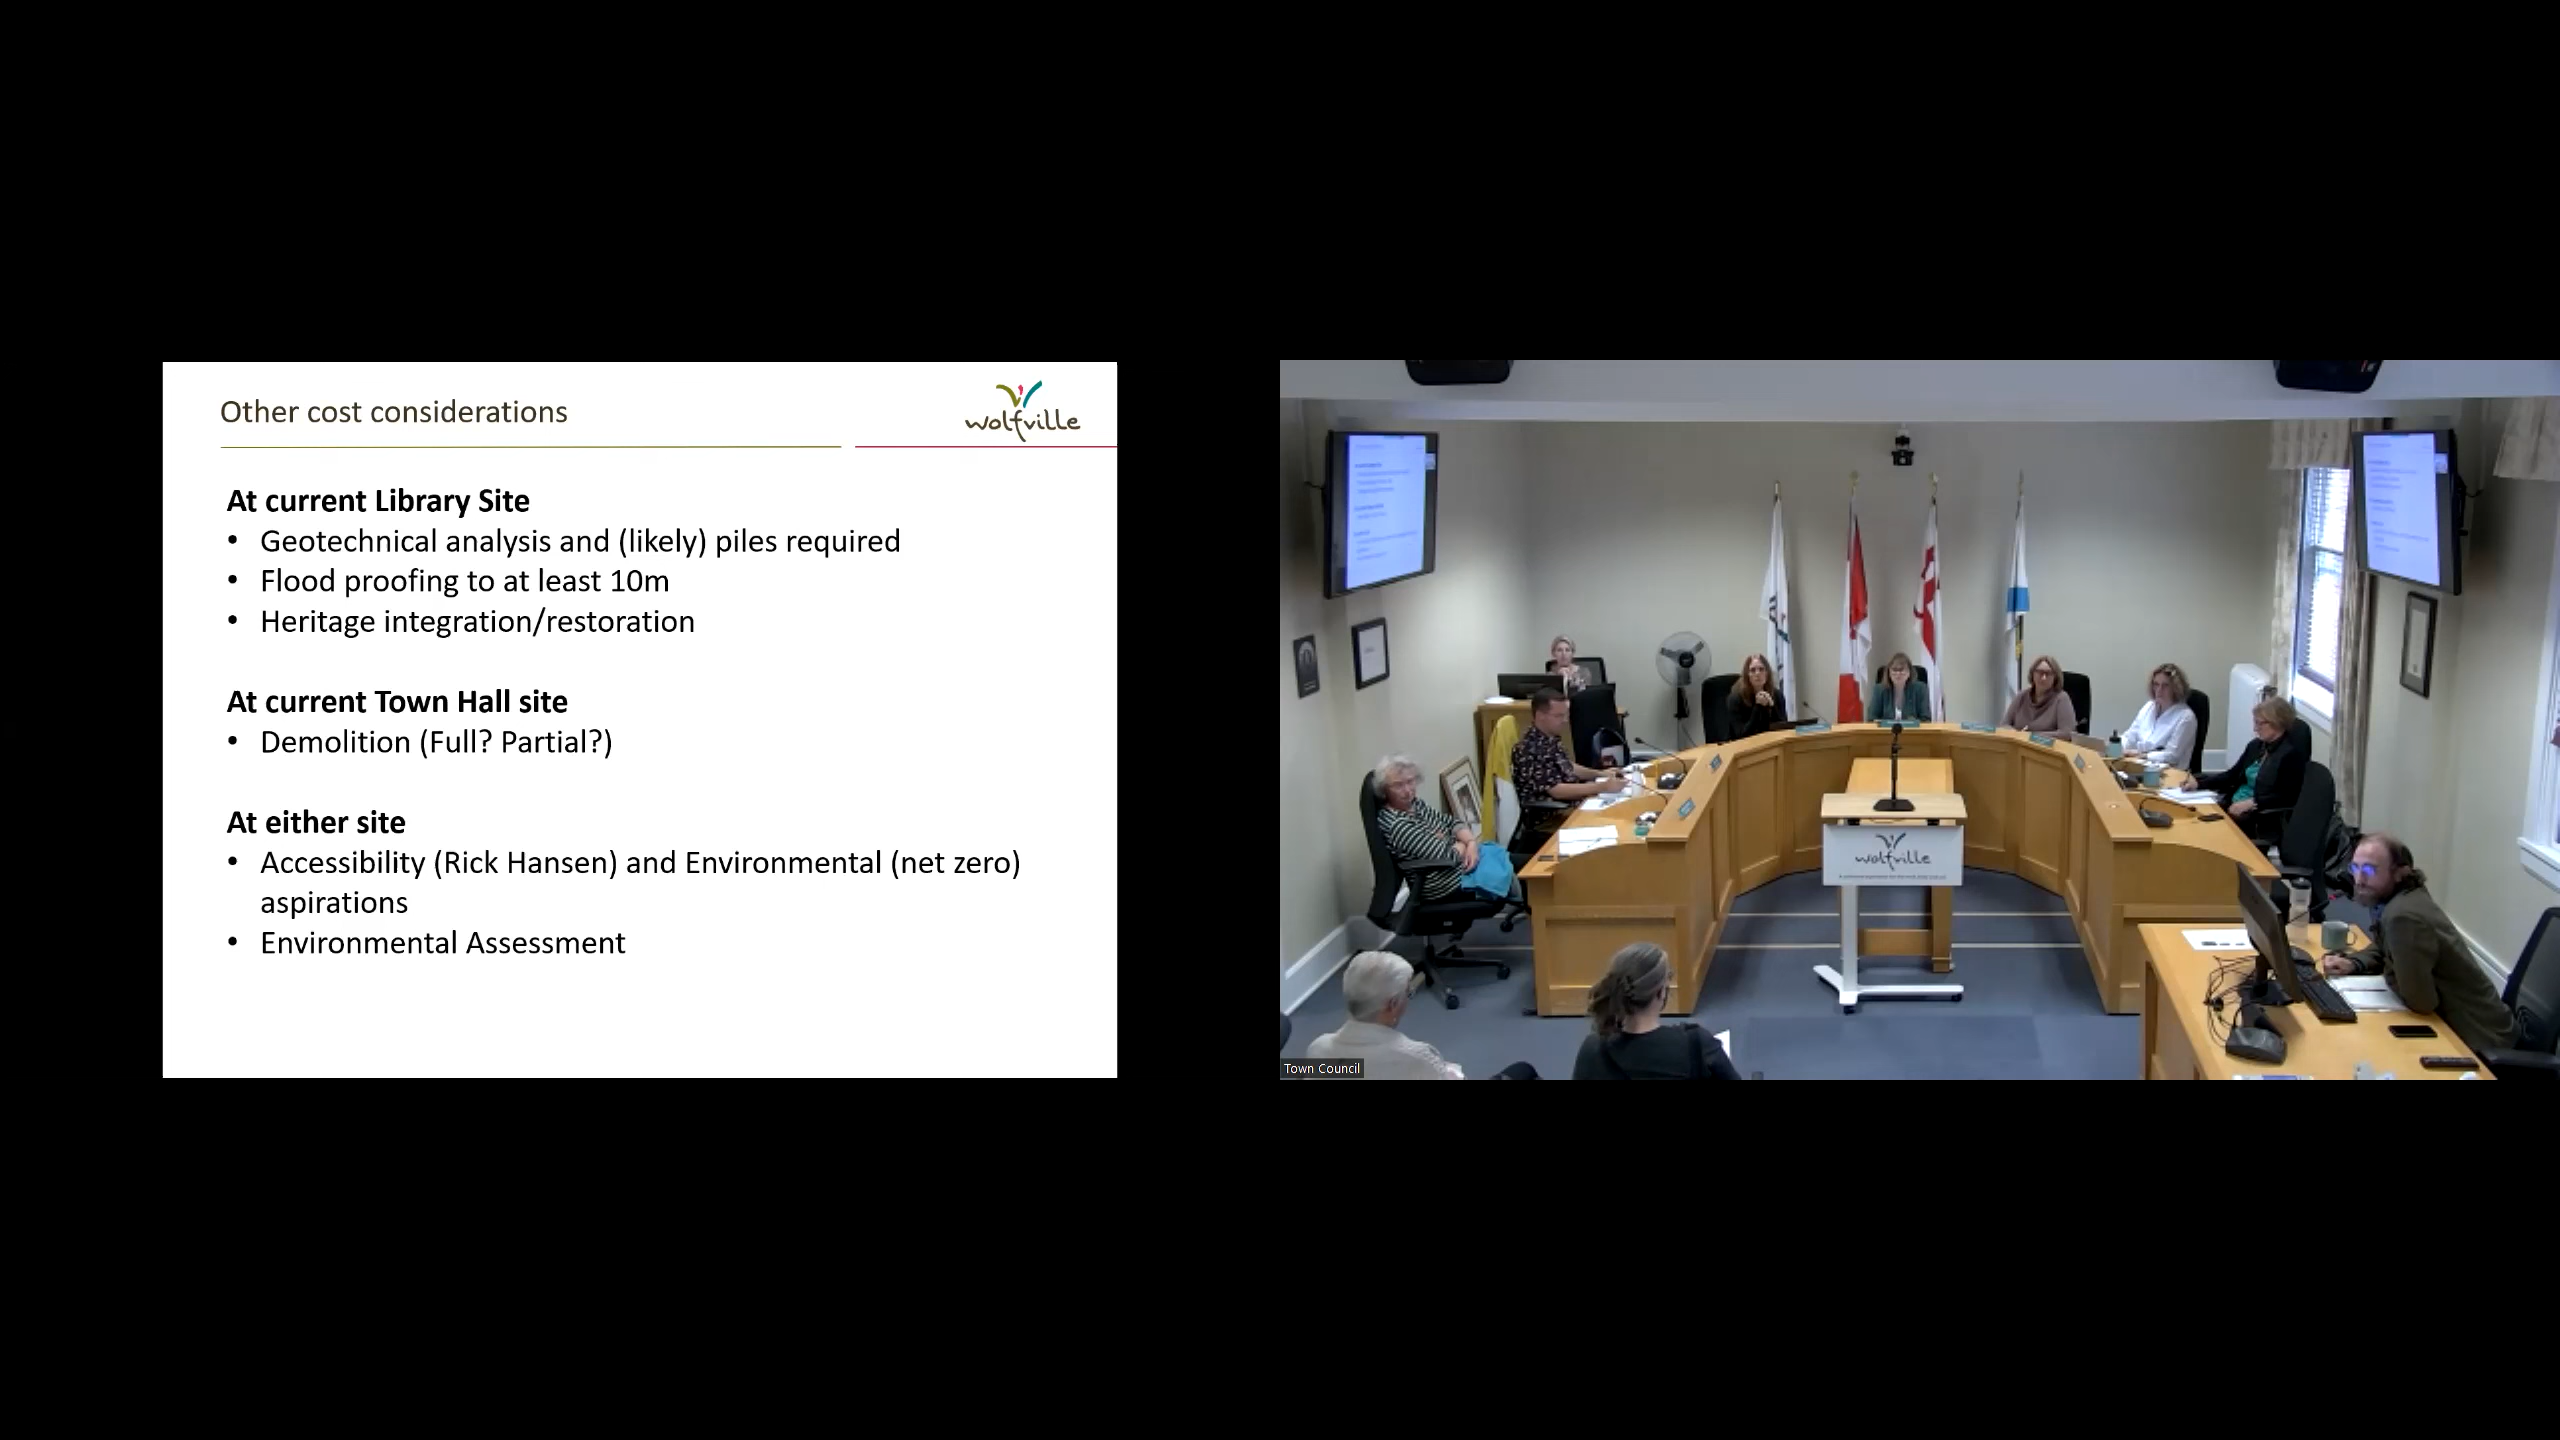 Other cost considerations
wolfville
At current Library Site
• Geotechnical analysis and (likely) piles required
• Flood proofing to at least 10m
• Heritage integration/restoration
At current Town Hall site
• Demolition (Full? Partial?)
At either site
• Accessibility (Rick Hansen) and Environmental (net zero)
aspirations
• Environmental Assessment
wolfville
Town Council